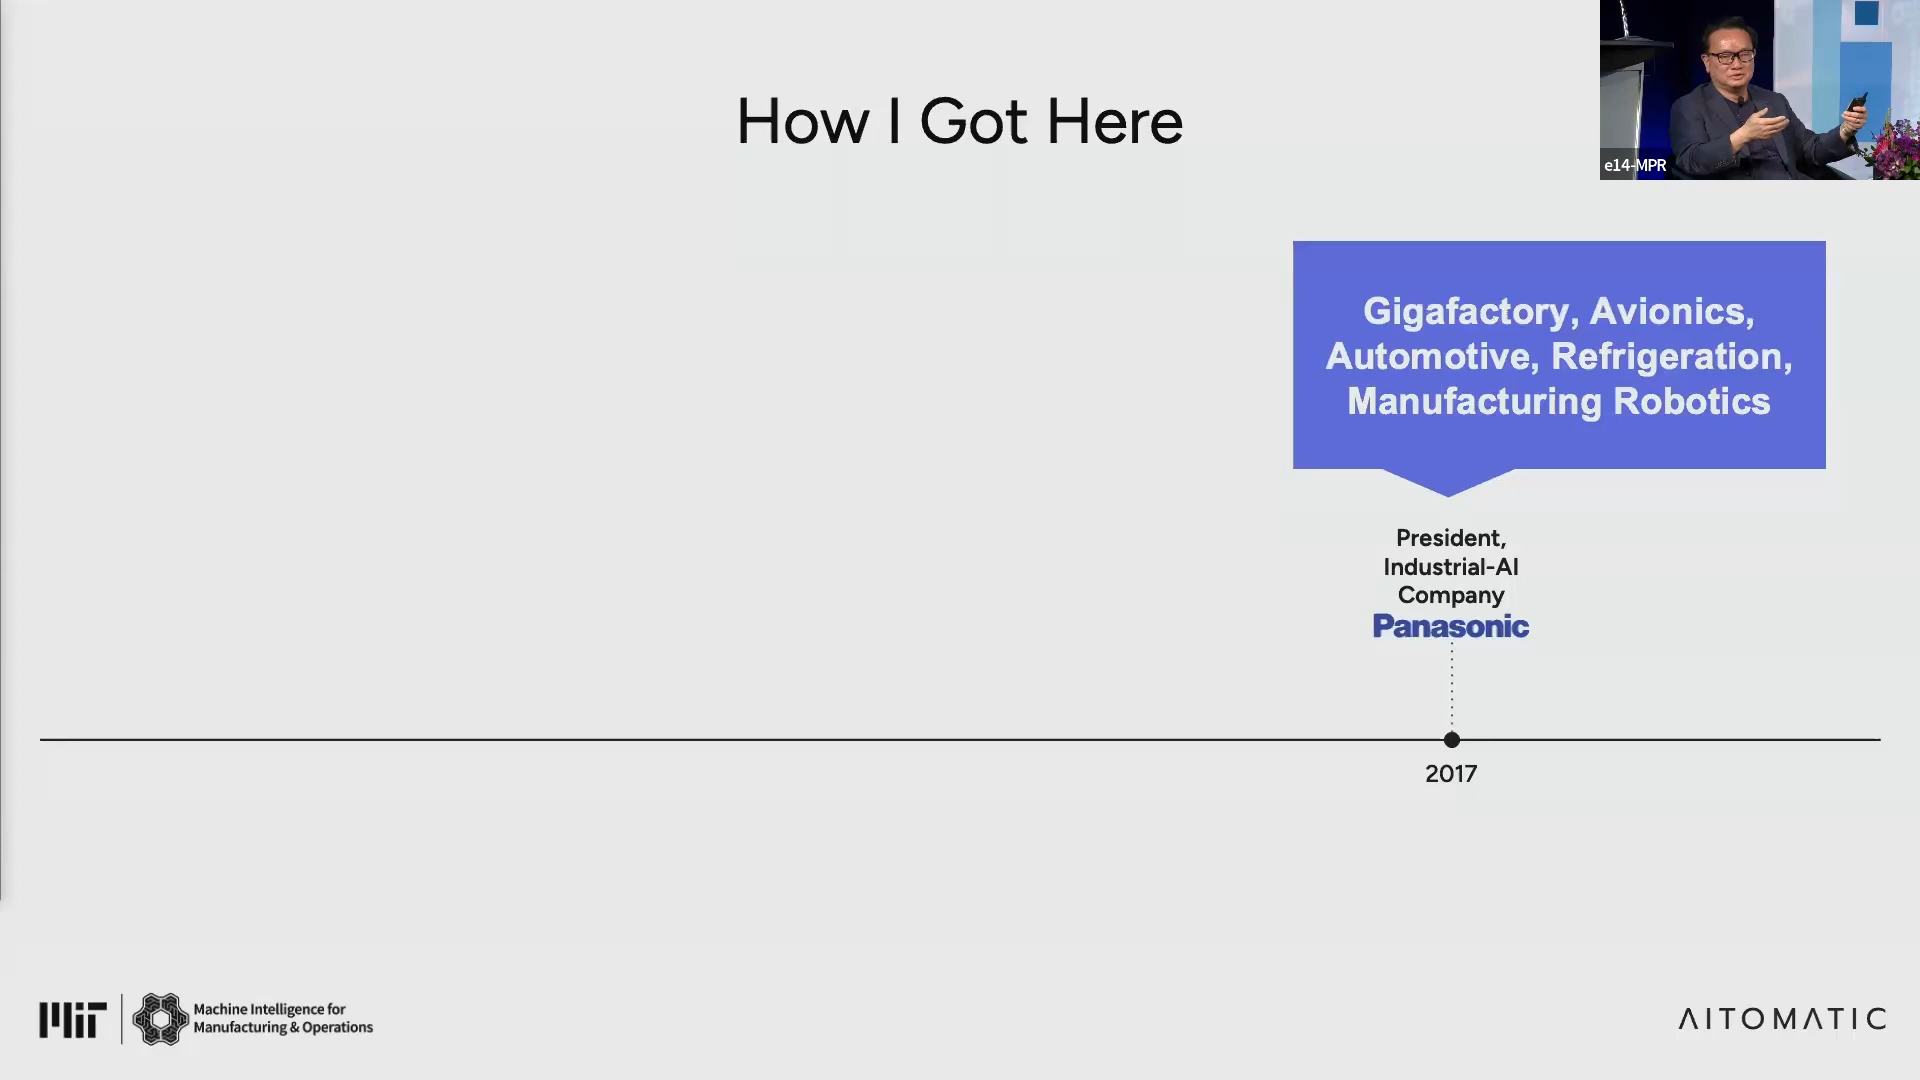 How I Got Here
e14-MPR
Gigafactory, Avionics,
Automotive, Refrigeration,
Manufacturing Robotics
President,
Industrial-AI
Company
Panasonic
2017
MIT
Machine Intelligence for
Manufacturing & Operations
AITOMATIC